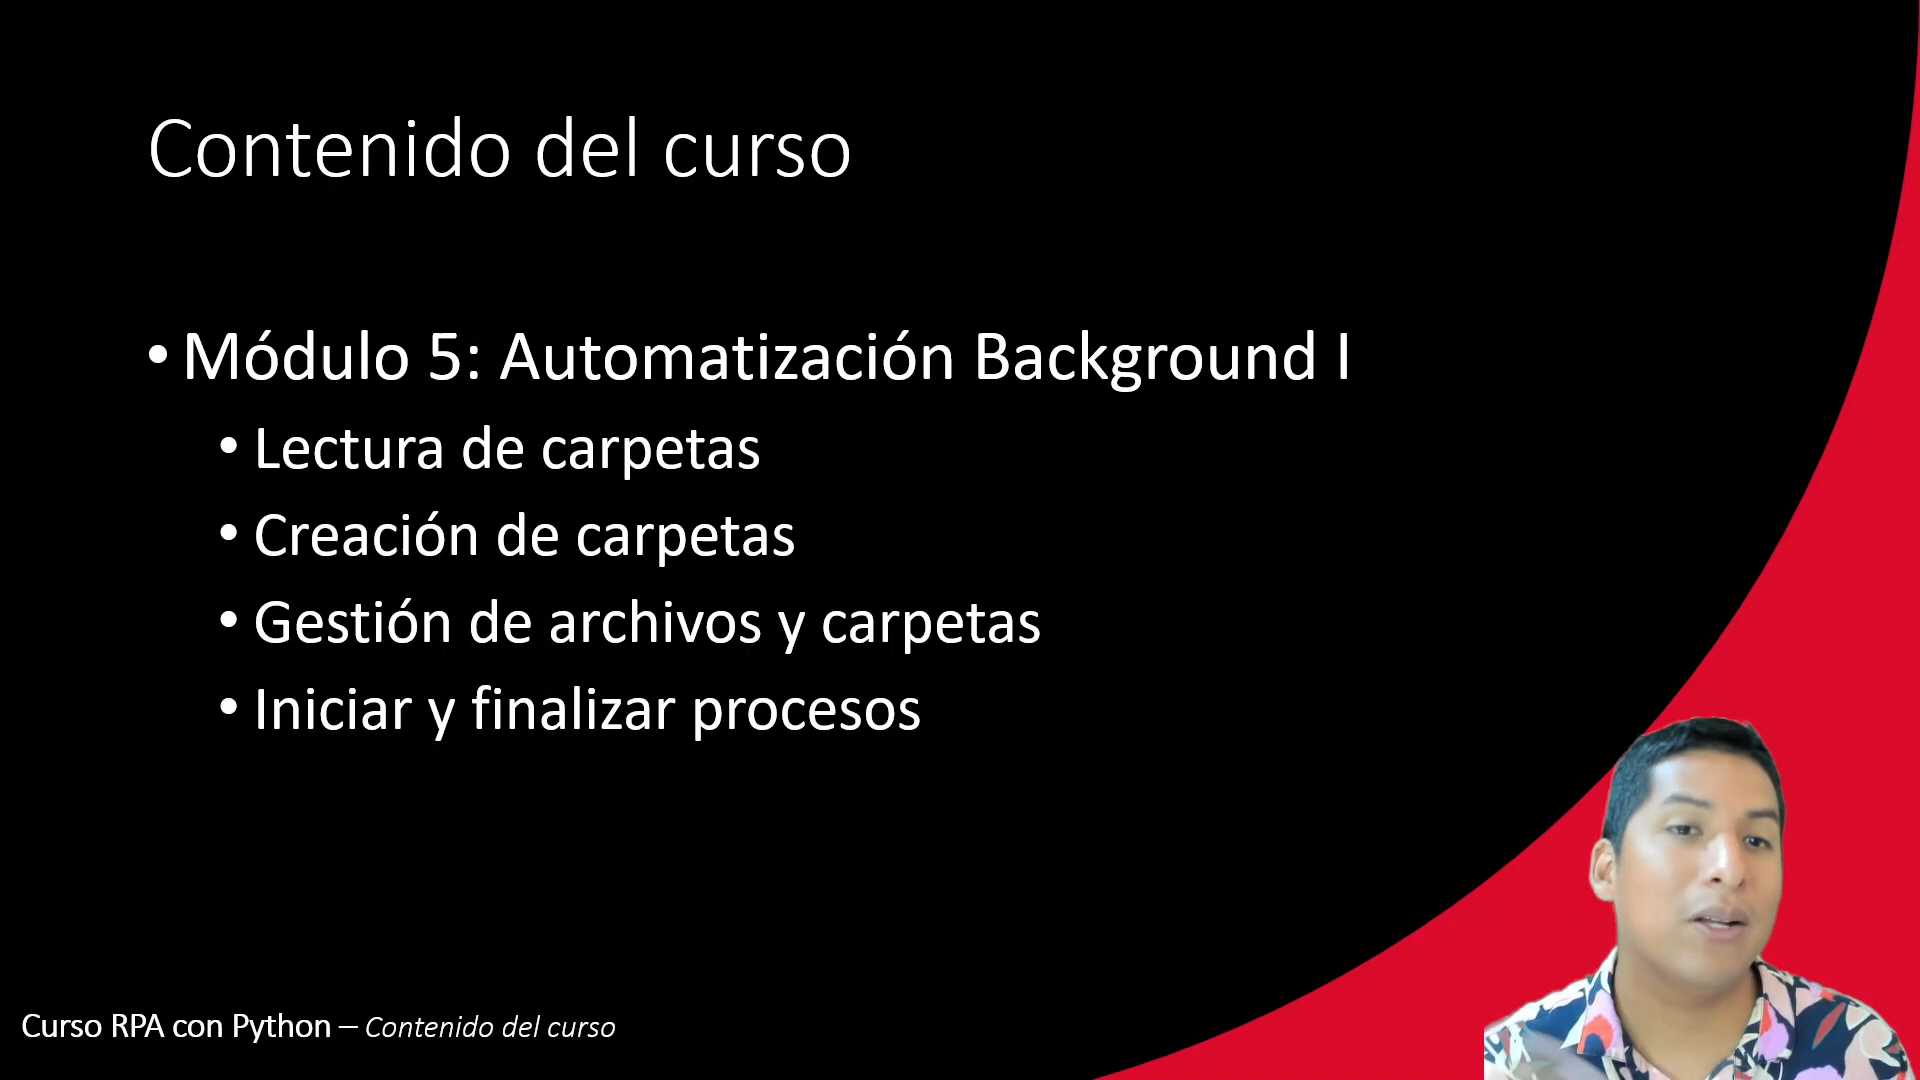 Contenido del curso
• Módulo 5: Automatización Background I
• Lectura de carpetas
• Creación de carpetas
• Gestión de archivos y carpetas
• Iniciar y finalizar procesos
Curso RPA con Python – Contenido del curso